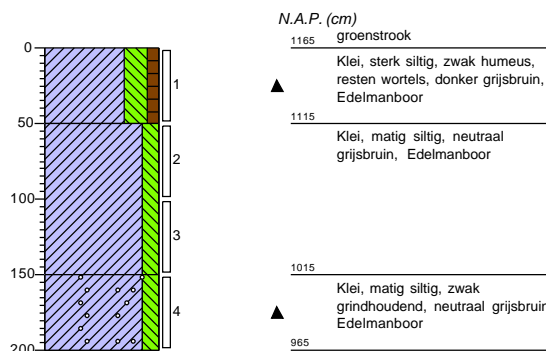 N.A.P. (cm)
0
1165 groenstrook
Klei, sterk siltig, zwak humeus,
resten wortels, donker grijsbruin,
Edelmanboor
1
50
1115
Klei, matig siltig, neutraal
grijsbruin, Edelmanboor
2
100
3
150
1015
Klei, matig siltig, zwak
grindhoudend, neutraal grijsbruin
Edelmanboor
4
200
965